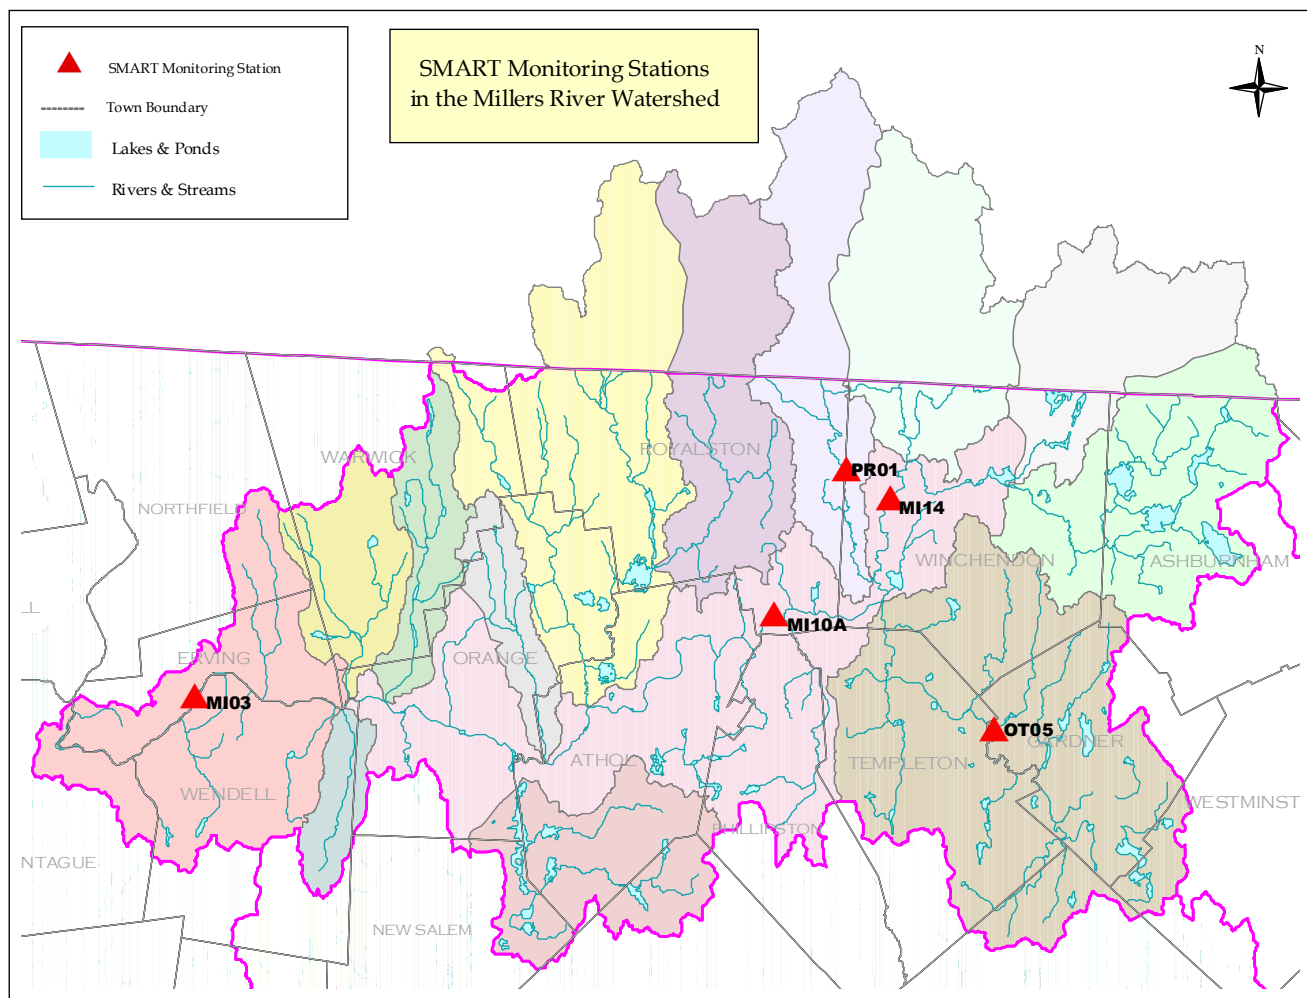 SMART Monitoring Stations
in the Millers River Watershed
N
SMART Monitoring Station
Town Boundary
Lakes & Ponds
Rivers & Streams
ROYALSTON
WARWICK
PR01
NORTHFIELD
MI14
WINCHENDON
ASHBURNHAM
LL
MI10A
ERVING
ORANGE
MI03
OT05
GARDNER
ATHOL
TEMPLETON
WENDELL
WESTMINST
PHILLIPSTON
NTAGUE
NEW SALEM